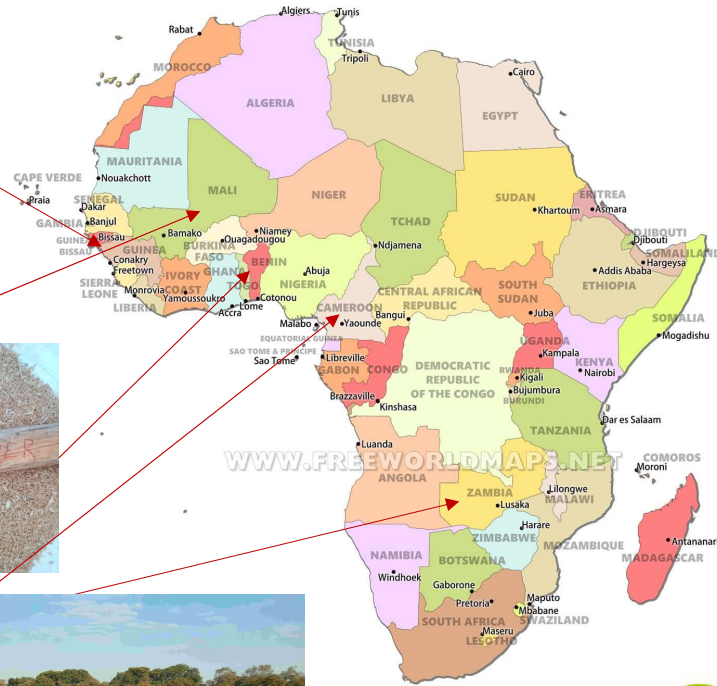 Algiers
Tunis
Rabat
TUNISIA
Tripoli
MOROCCO
Cairo
ALGERIA
LIBYA
EGYPT
MAURITANIA
CAPE VERDE
Nouakchott
MALI
NIGER
SUDAN
ERITREA
Praia
SENEGAL
Dakar
TCHAD
Khartoum
Asmara
GAMBIA
Banjul
Bissau
Bamako
Niamey
Ouagadougou
Ndjamena
DJIBOUTI
Djibouti
GUINEA
BISSAU
GUINEA
BURKINA
FASO
BENIN
SOMALILAND
Hargeysa
Conakry
Freetown
GHANA
Abuja
Addis Ababa
SIERRA
LEONE
IVORY
COAST
TOGO
NIGERIA
CENTRAL AFRICAN
REPUBLIC
SOUTH
SUDAN
ETHIOPIA
Monrovia
Yamoussoukro
Cotonou
LIBERIA
Lome
Accra
CAMEROON
Bangui
Juba
SOMALIA
Malabo
Yaounde
EQUATORIAL GUINEA
UGANDA
Mogadishu
SAO TOME & PRINCIPE
Sao Tome
Libreville
GABON
CONGO
DEMOCRATIC
REPUBLIC
OF THE CONGO
Kampala
KENYA
RWANDA
Kigali
Nairobi
Bujumbura
BURUNDI
Brazzaville
Kinshasa
TANZANIA
Dar es Salaam
Luanda
WWW.FREEWORLDMAPS.NET
COMOROS
Moroni
ANGOLA
ZAMBIA
Lilongwe
MALAWI
Lusaka
Harare
ZIMBABWE
MOZAMBIQUE
Antananari
MADAGASCAR
NAMIBIA
BOTSWANA
Windhoek
Gaborone
Pretoria
Maputo
Mbabane
SWAZILAND
SOUTH AFRICA
Maseru
LESOTHO